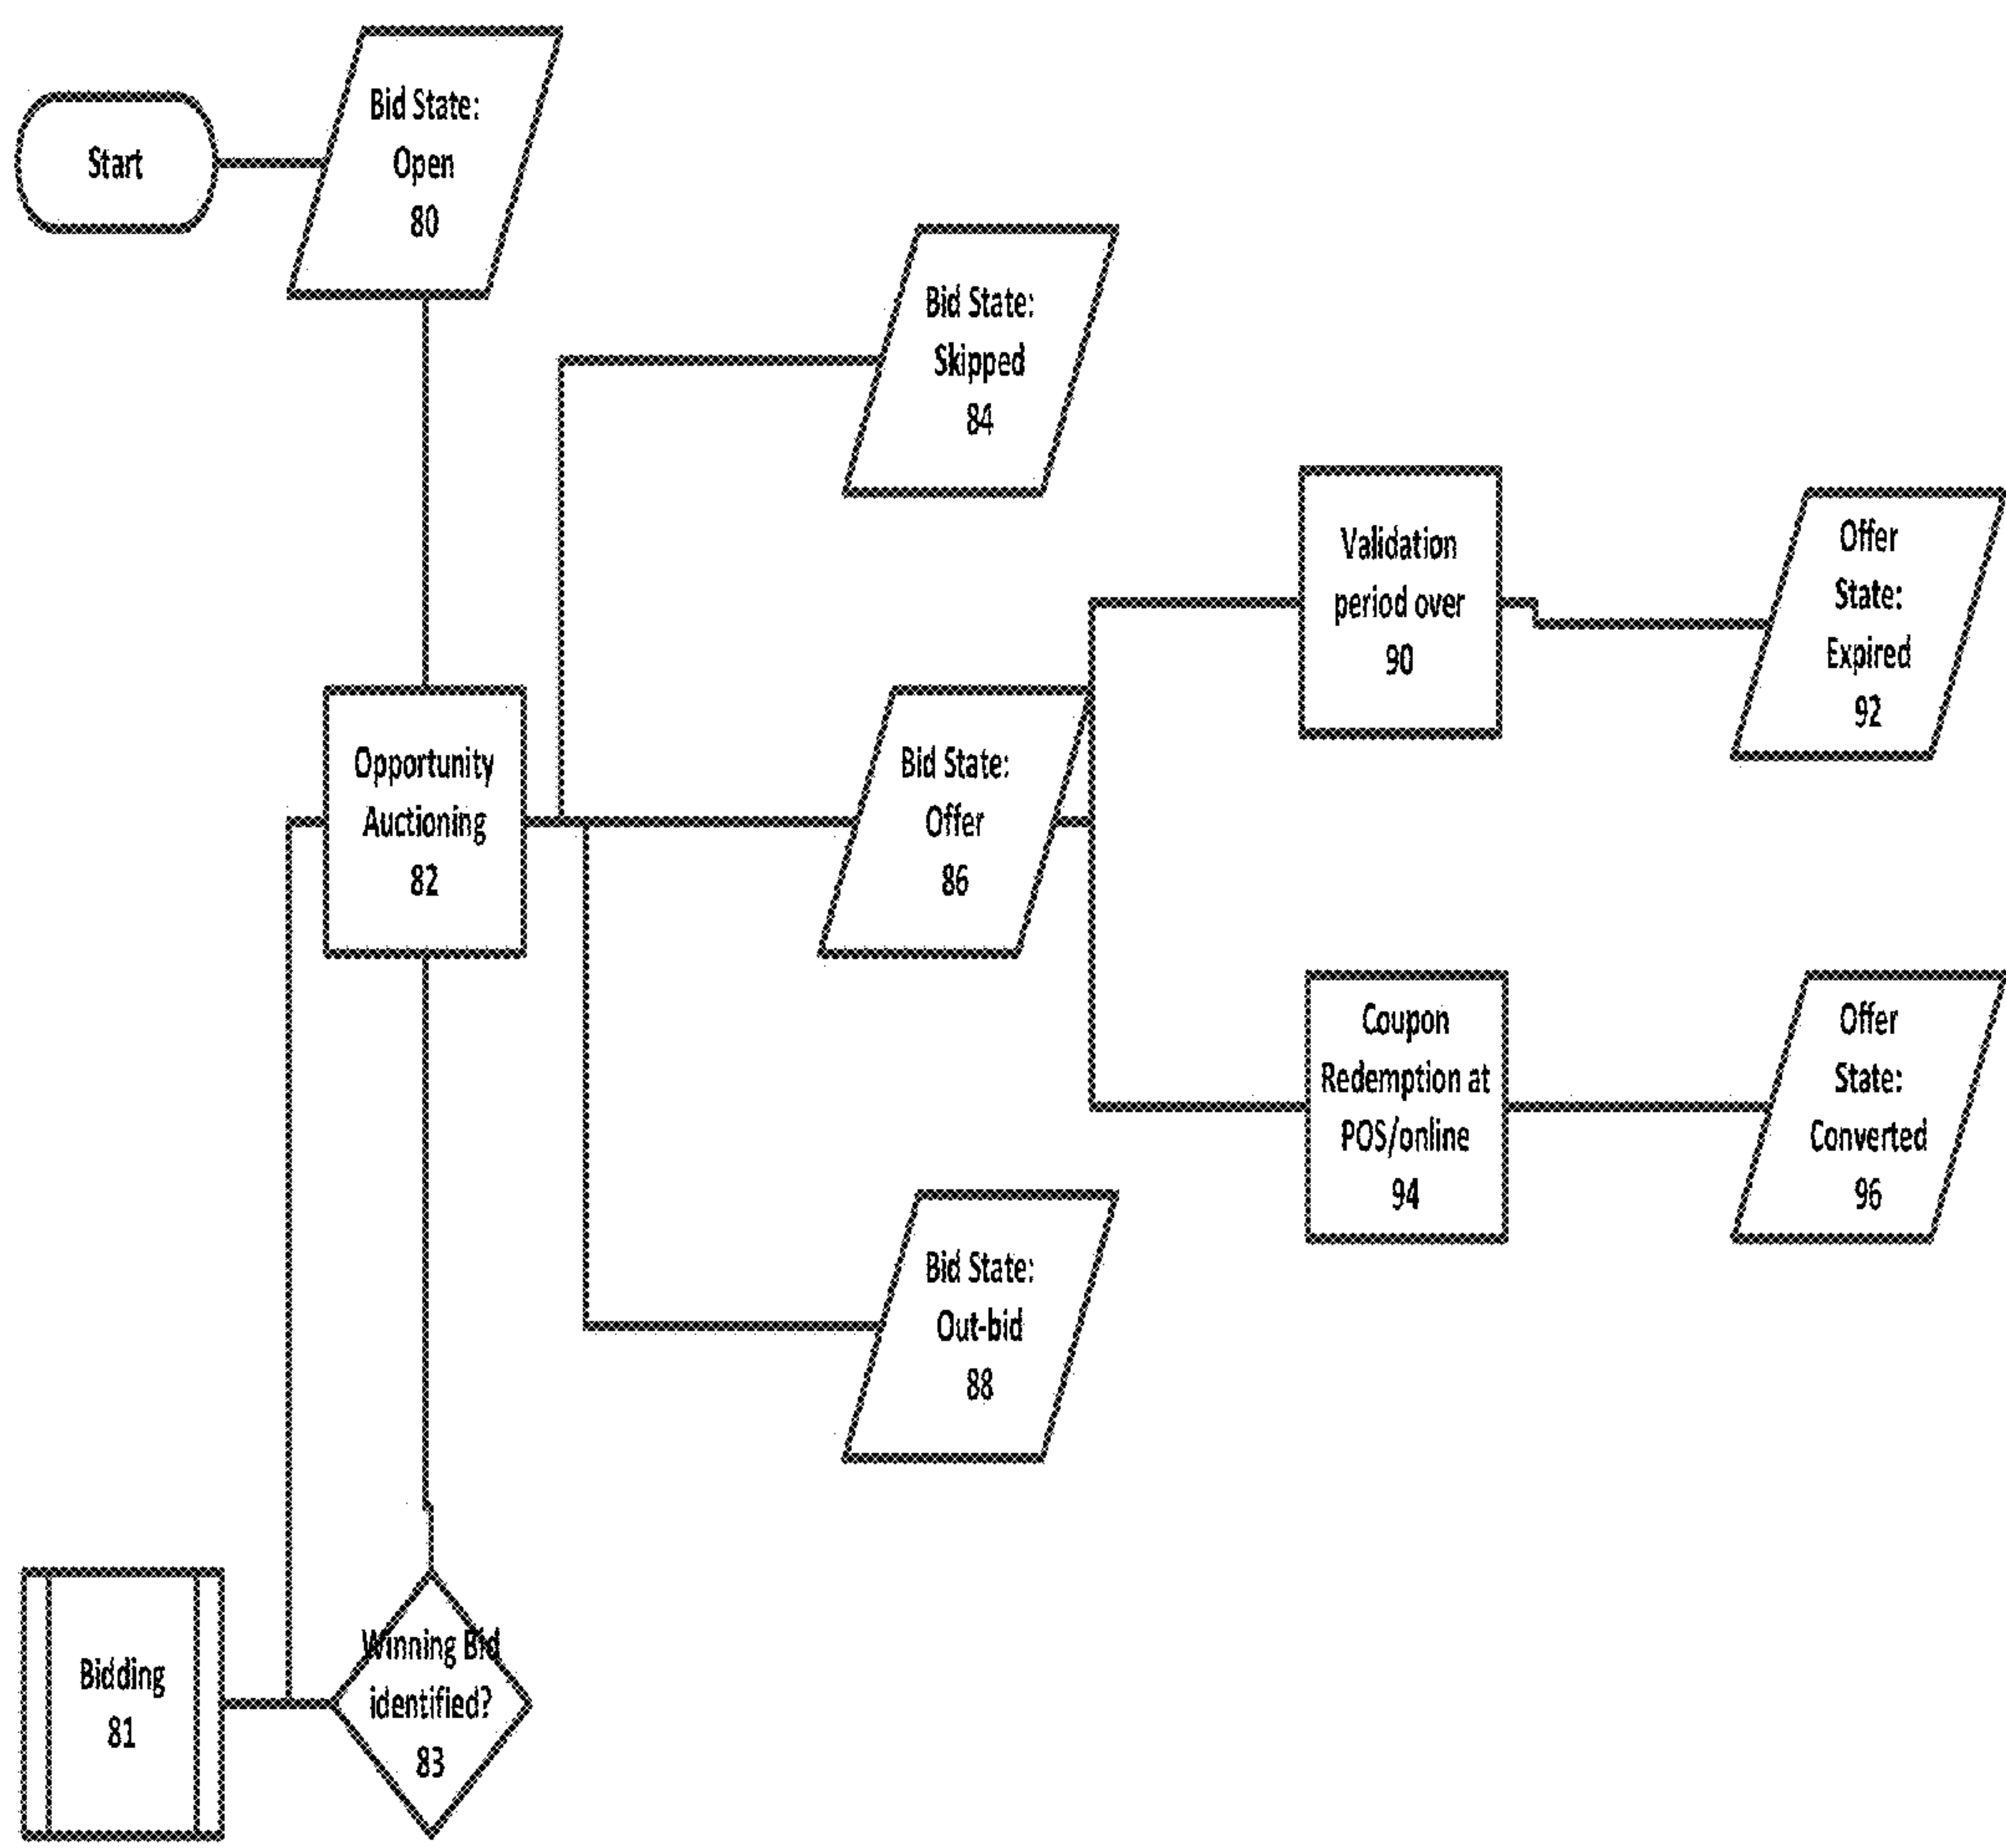 Start
Bid State:
Open
80
Bid State:
Skipped
84
Validation
period over
90
Offer
State:
Expired
92
Opportunity
Auctioning
82
Bid State:
Offer
86
Coupon
Redemption at
POS/online
94
Offer
State:
Converted
96
Bid State:
Out-bid
88
Bidding
81
Winning Bid
identified?
83